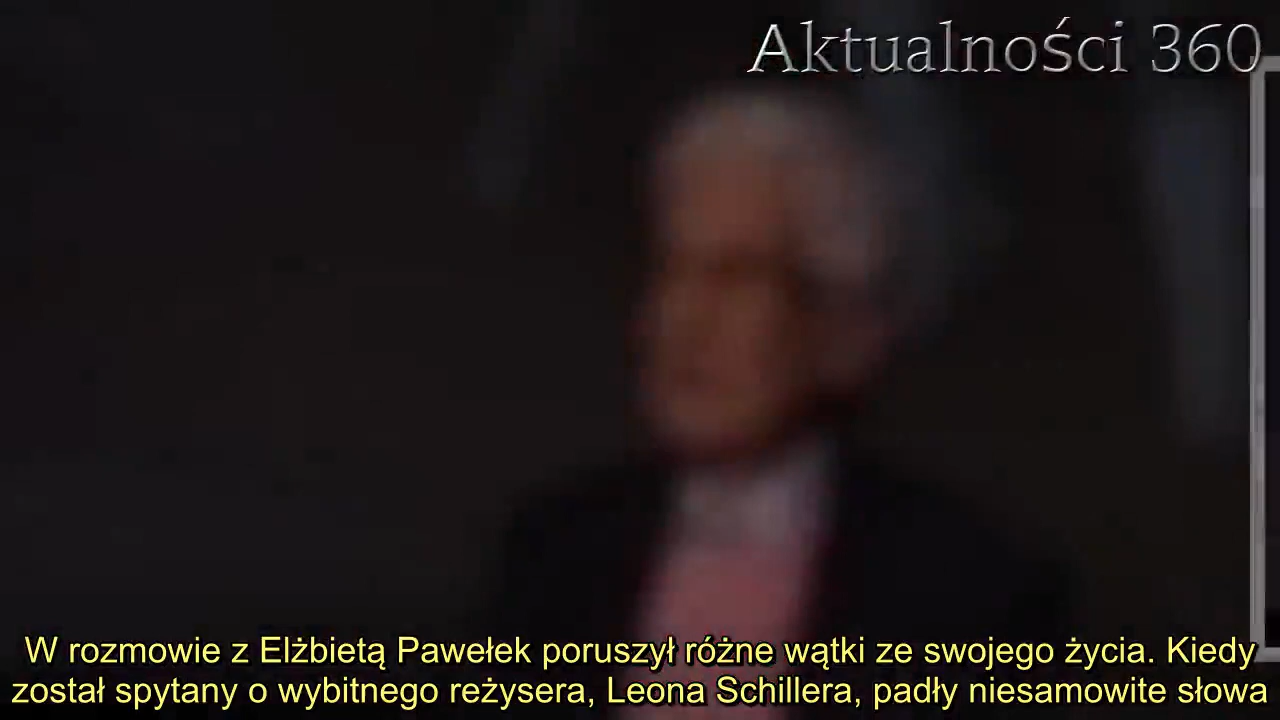 Aktualności 360
W rozmowie z Elżbietą Pawełek poruszył różne wątki ze swojego życia. Kiedy
został spytany o wybitnego reżysera, Leona Schillera, padły niesamowite słowa